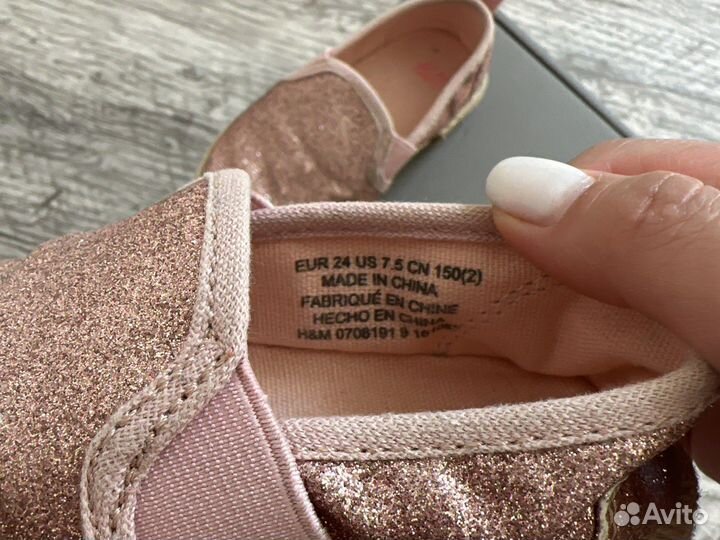 EUR 24 US 7.5 CN 150(2)
MADE IN CHINA
FABRIQUÉ EN CHINE
HECHO EN CHINA
H&M 0708191 9
Avito